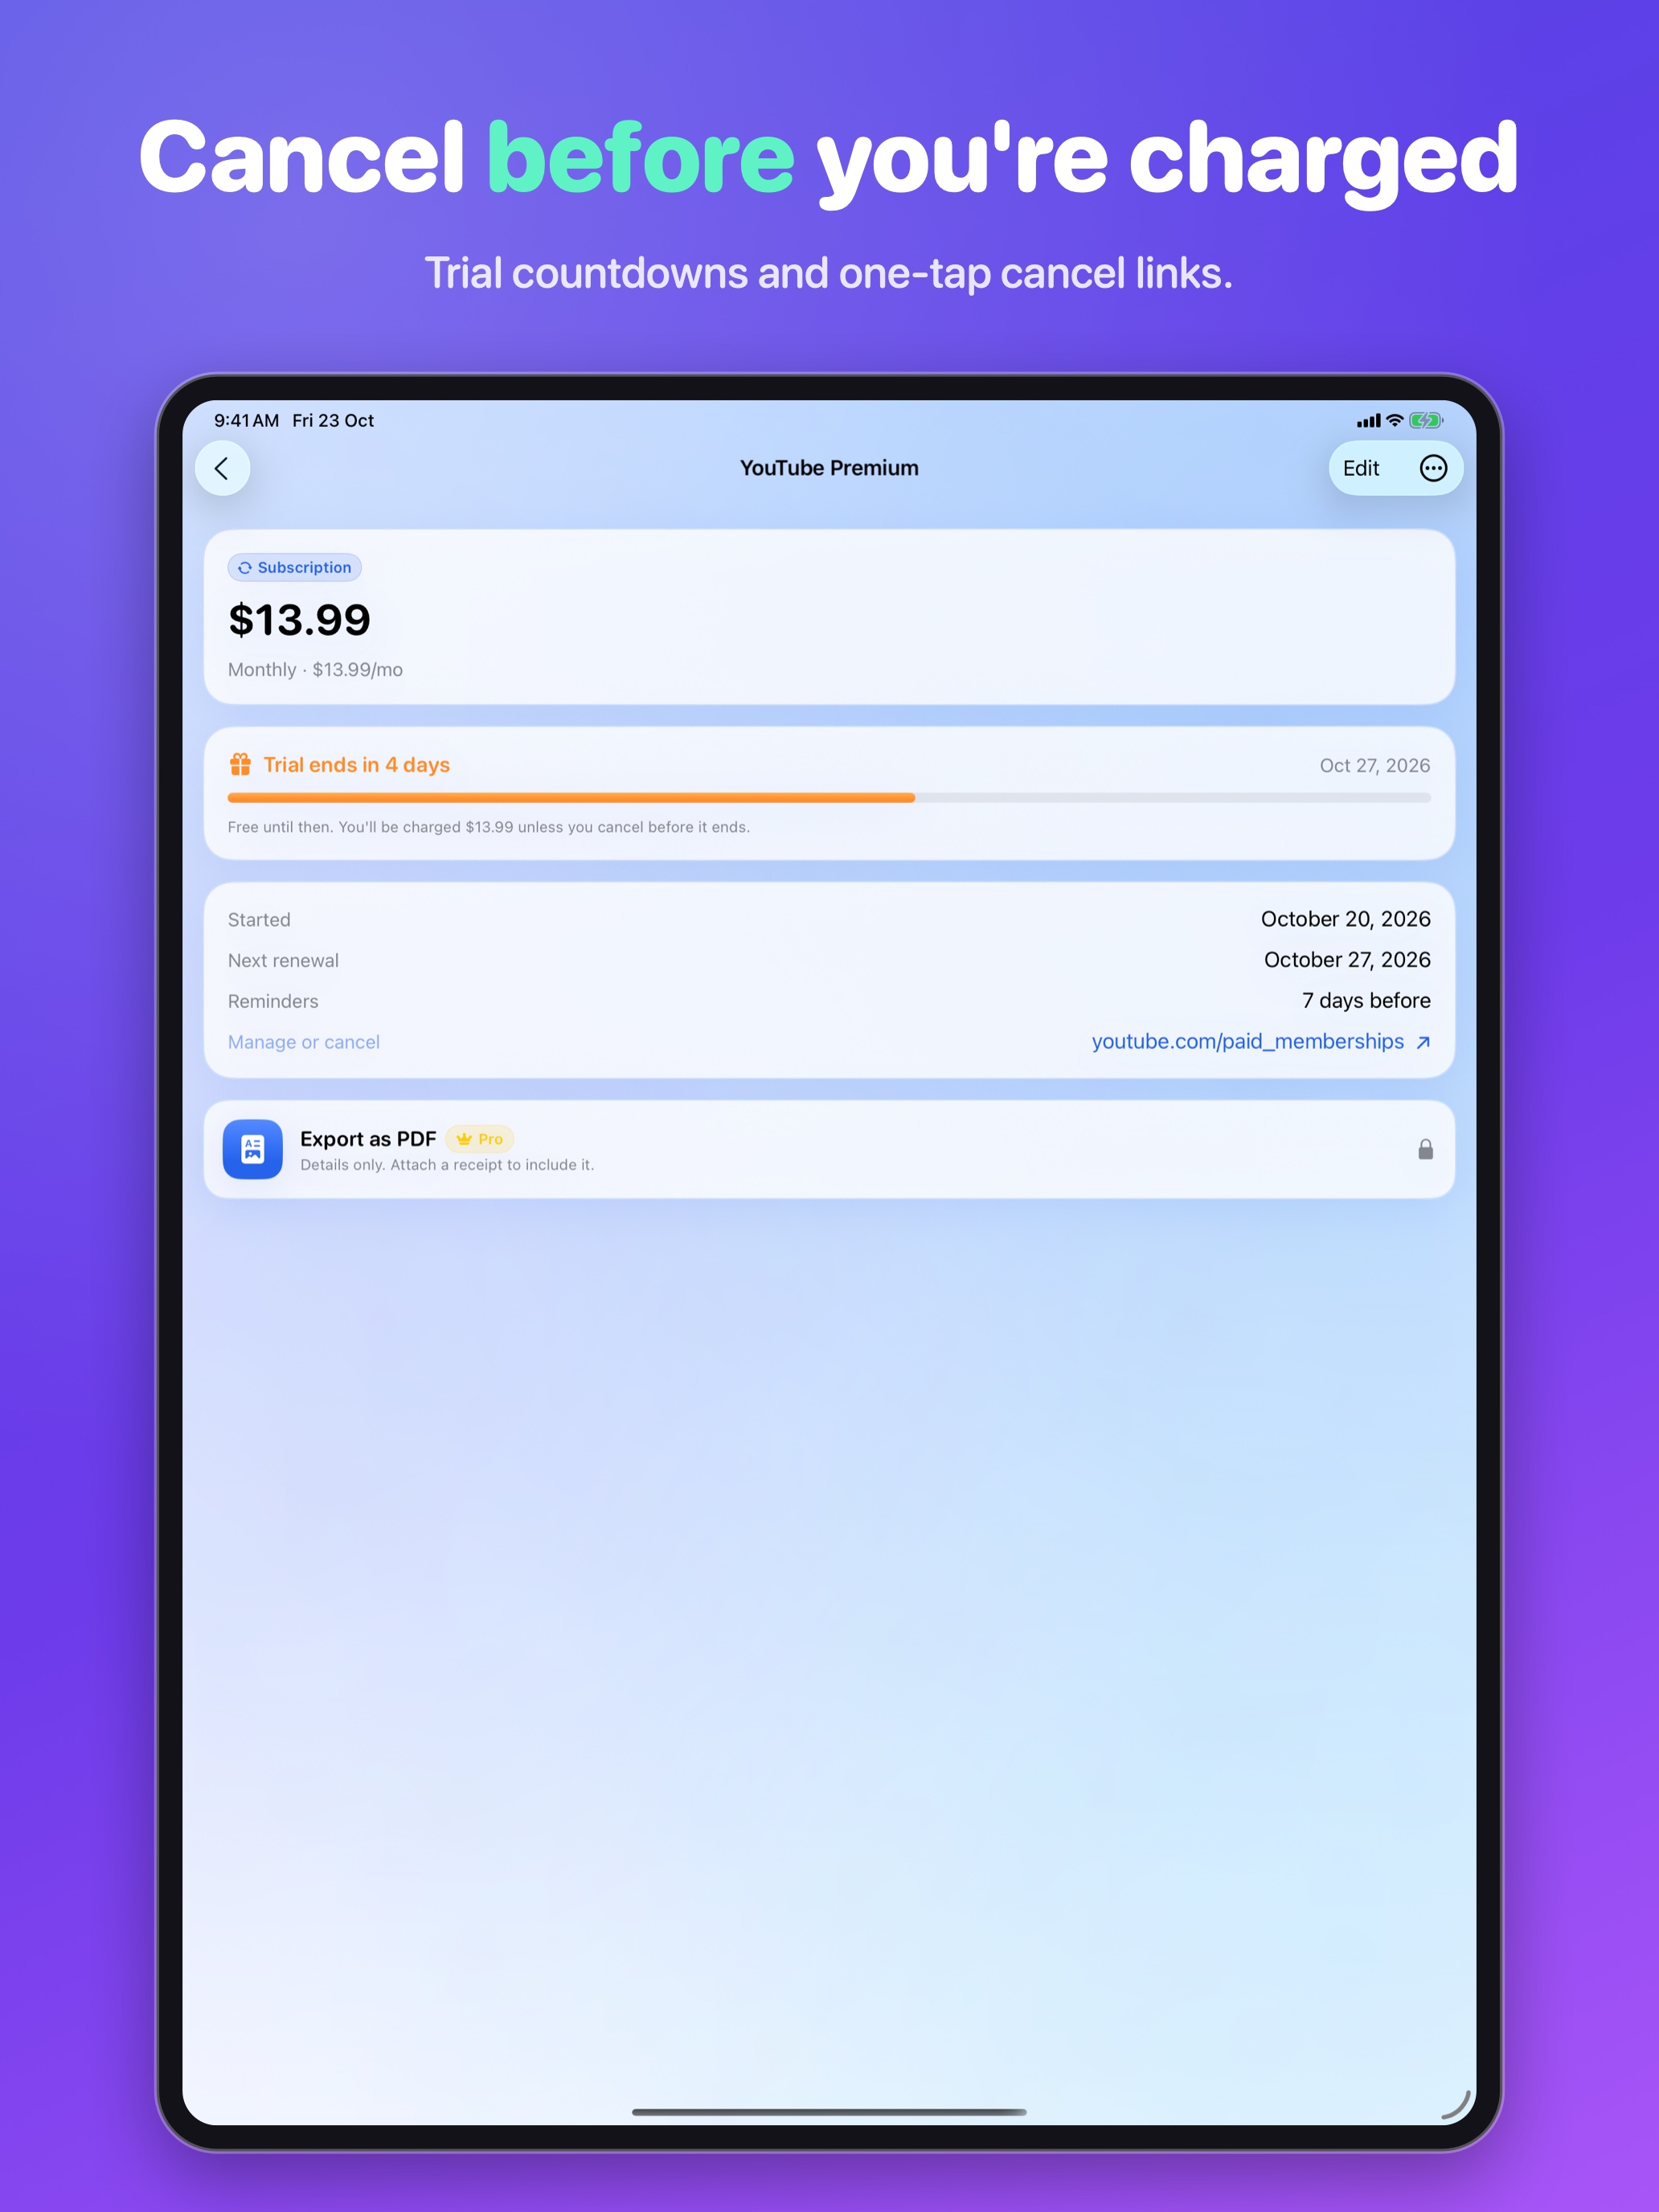 Cancel before you're charged
Trial countdowns and one-tap cancel links.
9:41 AM Fri 23 Oct
YouTube Premium
Edit
Subscription
$13.99
Monthly · $13.99/mo
Trial ends in 4 days
Oct 27, 2026
Free until then. You'll be charged $13.99 unless you cancel before it ends.
Started
October 20, 2026
Next renewal
October 27, 2026
Reminders
7 days before
Manage or cancel
youtube.com/paid_memberships
Export as PDF
Pro
Details only. Attach a receipt to include it.